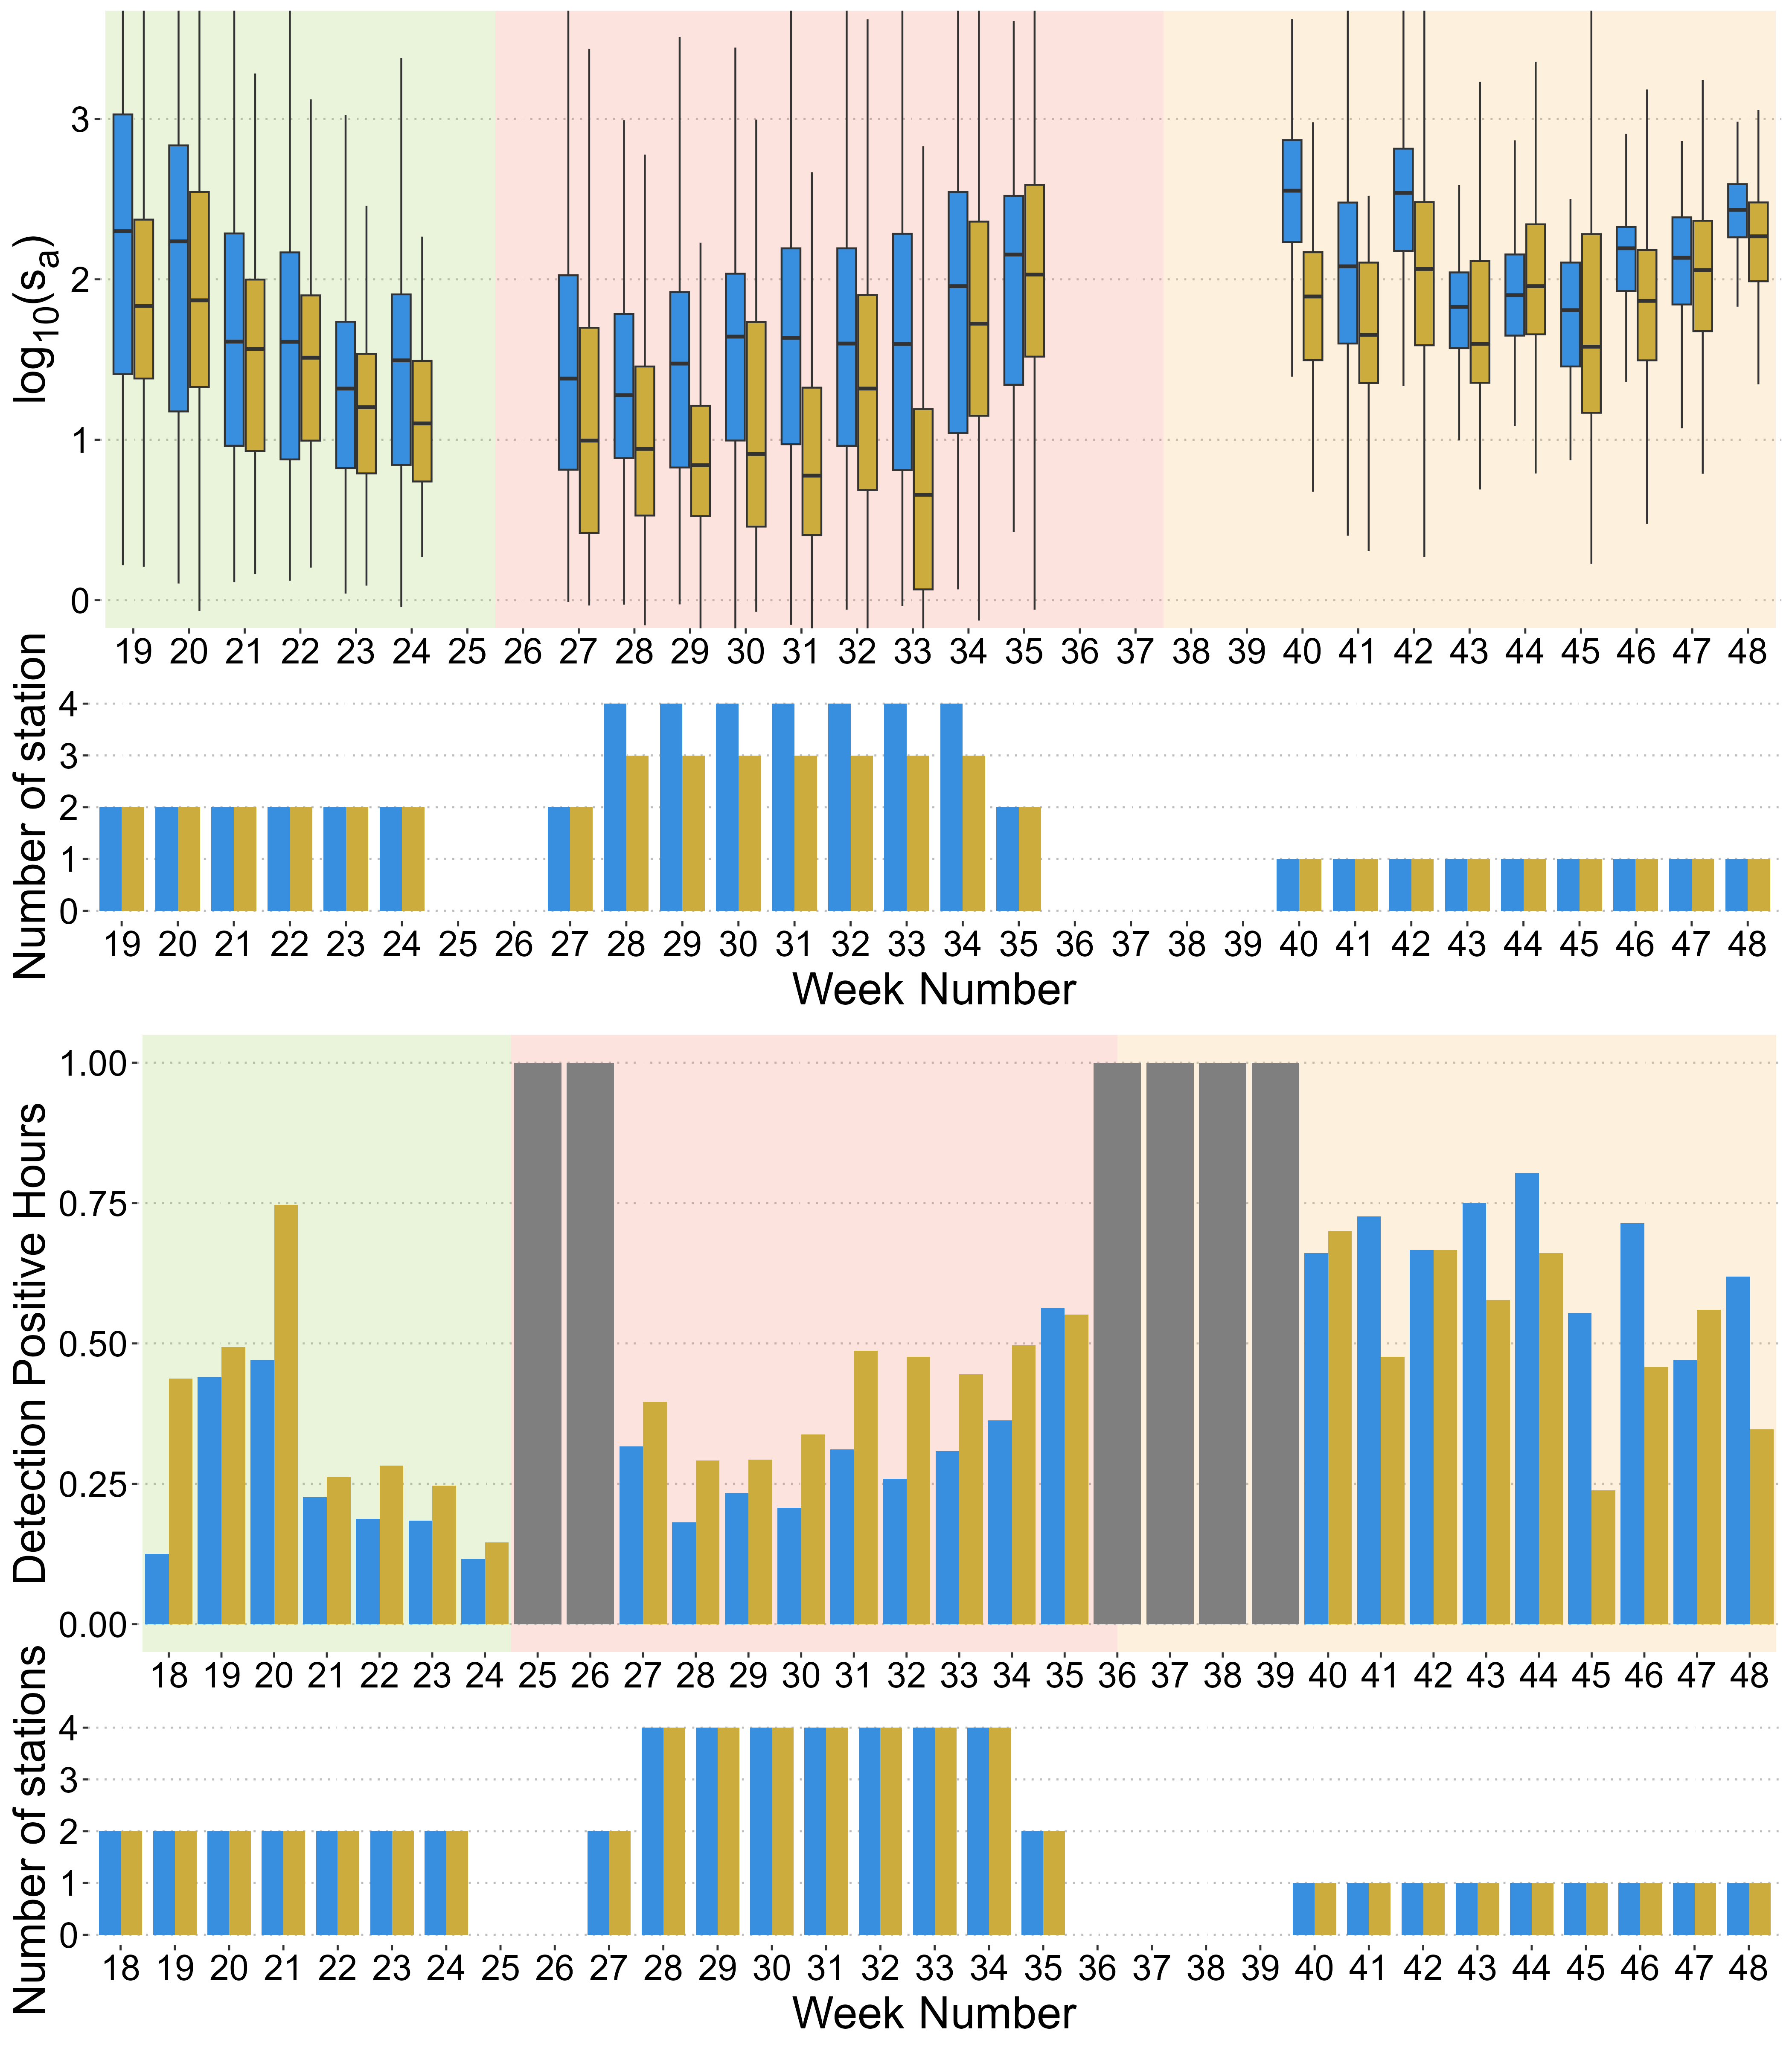 log10(sa)
3
2
1
0
19 20 21 22 23 24 25 26 27 28 29 30 31 32 33 34 35 36 37 38 39 40 41 42 43 44 45 46 47 48
Number of station
4
3
2
1
0
19 20 21 22 23 24 25 26 27 28 29 30 31 32 33 34 35 36 37 38 39 40 41 42 43 44 45 46 47 48
Week Number
Detection Positive Hours
1.00
0.75
0.50
0.25
0.00
18 19 20 21 22 23 24 25 26 27 28 29 30 31 32 33 34 35 36 37 38 39 40 41 42 43 44 45 46 47 48
Number of stations
4
3
2
1
0
18 19 20 21 22 23 24 25 26 27 28 29 30 31 32 33 34 35 36 37 38 39 40 41 42 43 44 45 46 47 48
Week Number